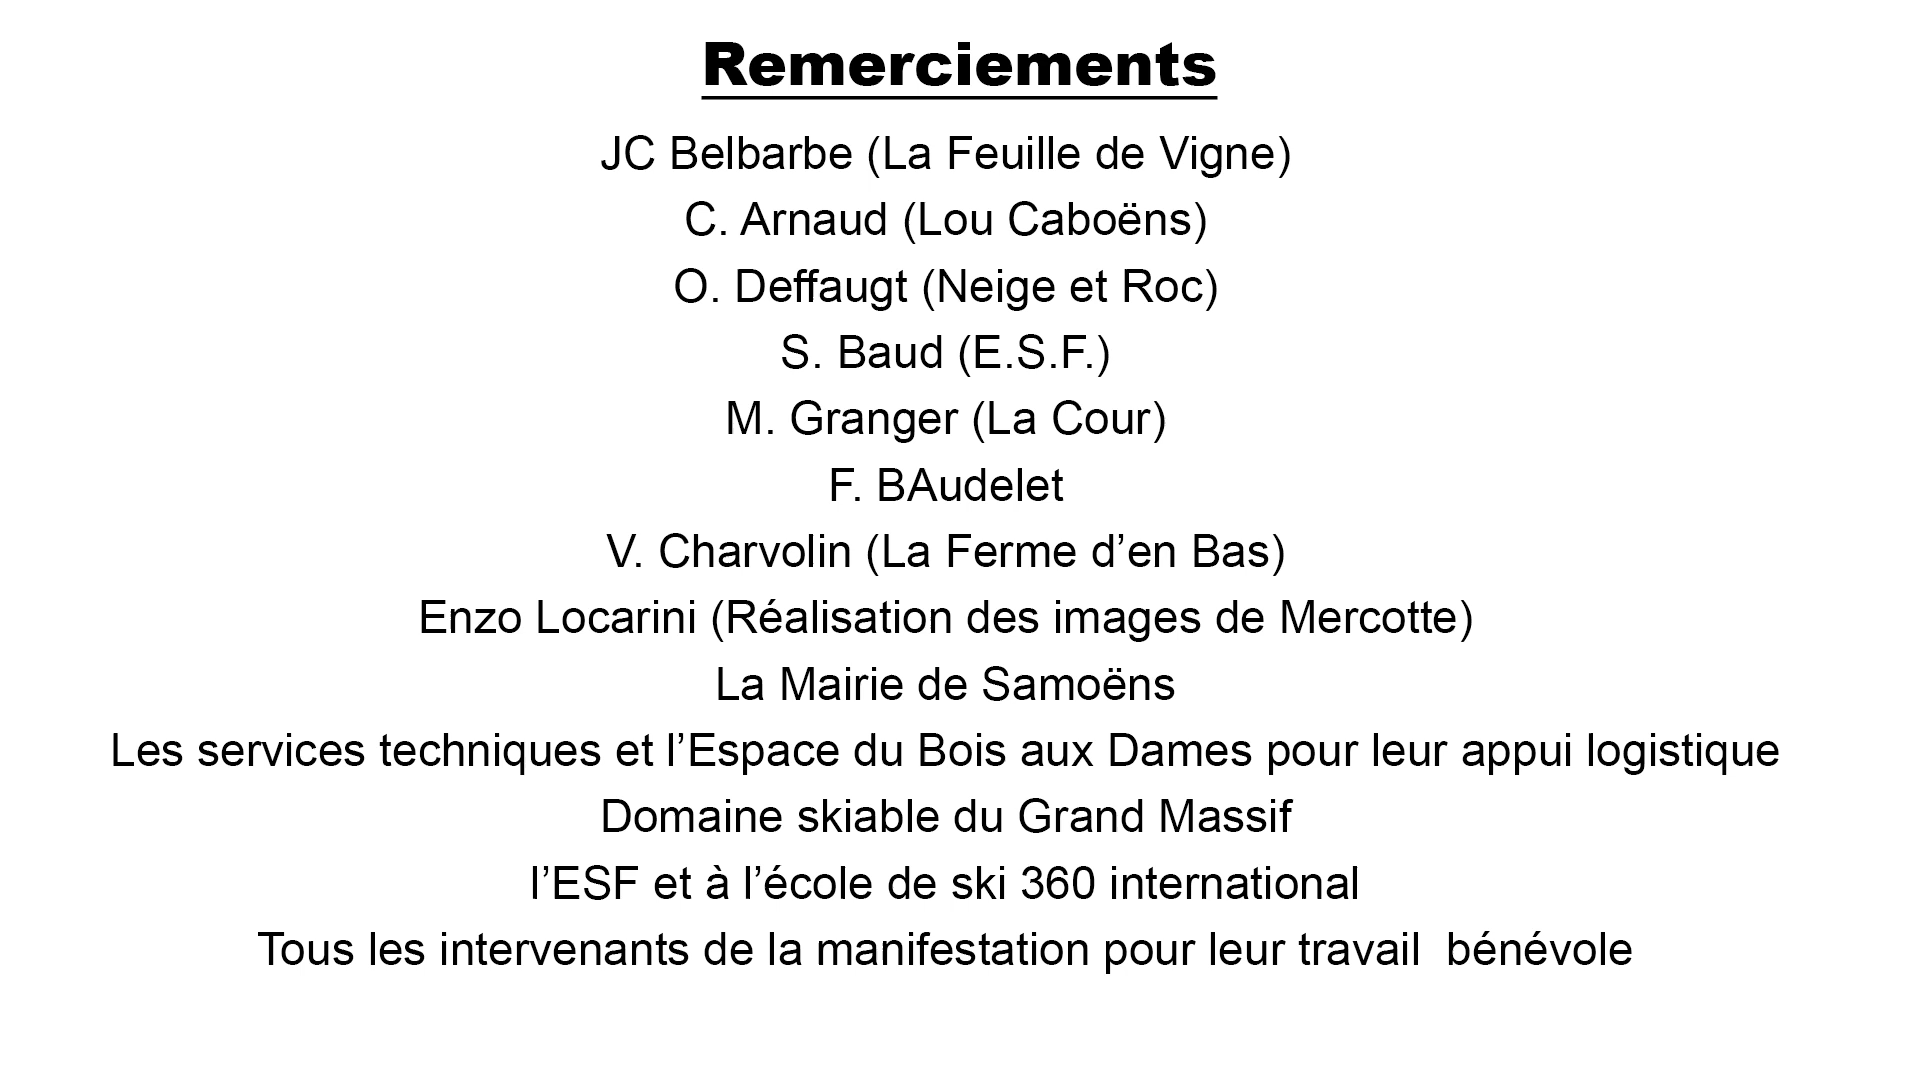 Remerciements
JC Belbarbe (La Feuille de Vigne)
C. Arnaud (Lou Caboëns)
O. Deffaugt (Neige et Roc)
S. Baud (E.S.F.)
M. Granger (La Cour)
F. BAudelet
V. Charvolin (La Ferme d’en Bas)
Enzo Locarini (Réalisation des images de Mercotte)
La Mairie de Samoëns
Les services techniques et l’Espace du Bois aux Dames pour leur appui logistique
Domaine skiable du Grand Massif
l’ESF et à l’école de ski 360 international
Tous les intervenants de la manifestation pour leur travail  bénévole